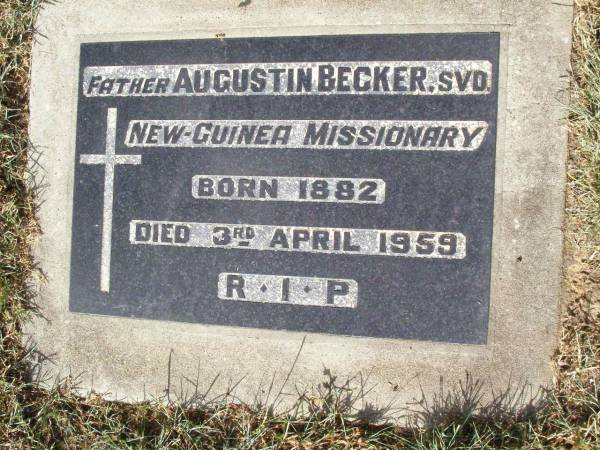 FATHER AUGUSTIN BECKER. SVD.
NEW-GUINEA MISSIONARY
BORN 1882
DIED 3RD APRIL 1959
R · I · P